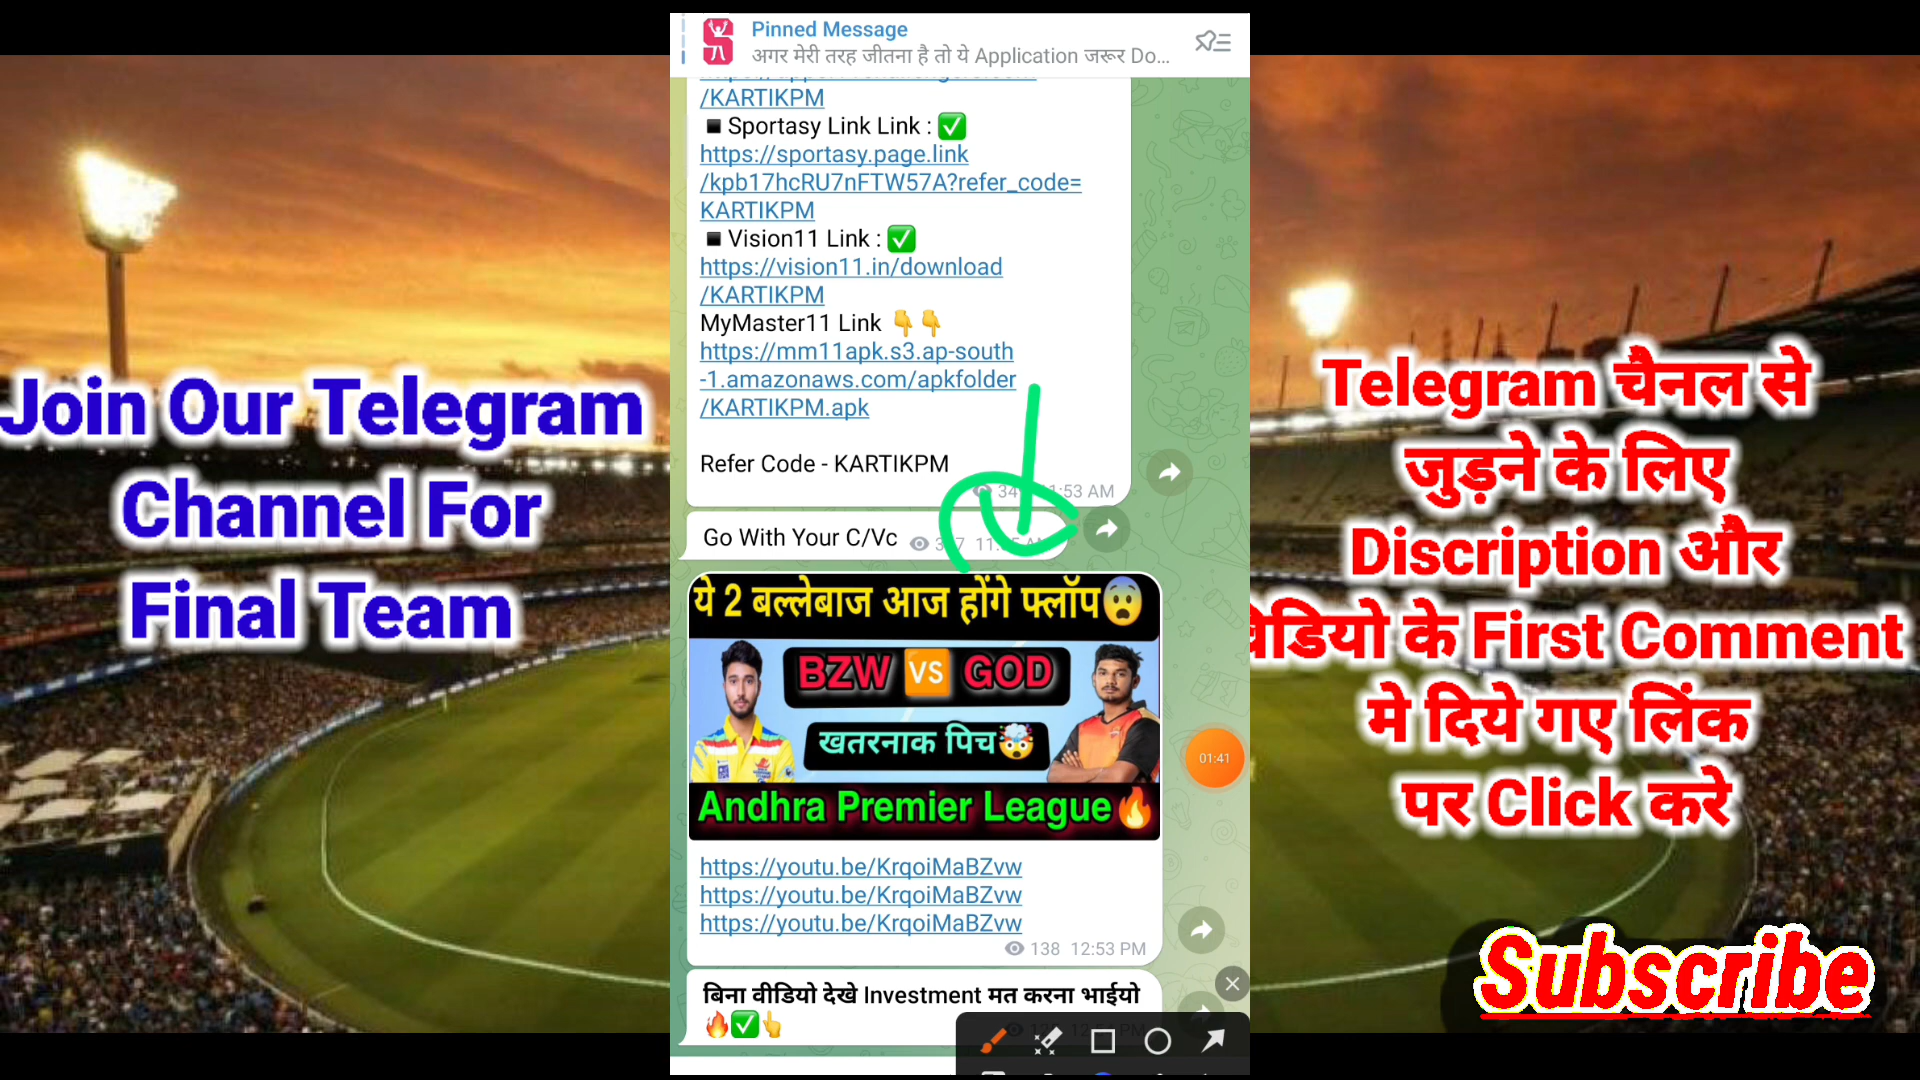 Pinned Message
अगर मेरी तरह जीतना है तो ये Application जरूर Do...
/KARTIKPM
▪️Sportasy Link Link : ✅
https://sportasy.page.link
/kpb17hcRU7nFTW57A?refer_code=
KARTIKPM
▪️Vision11 Link : ✅
https://vision11.in/download
/KARTIKPM
MyMaster11 Link 👇👇
https://mm11apk.s3.ap-south
-1.amazonaws.com/apkfolder
/KARTIKPM.apk
Refer Code - KARTIKPM
Go With Your C/Vc
ये 2 बल्लेबाज आज होंगे फ्लॉप😨
BZW VS GOD
खतरनाक पिच🤯
Andhra Premier League🔥
https://youtu.be/KrqoiMaBZvw
https://youtu.be/KrqoiMaBZvw
https://youtu.be/KrqoiMaBZvw
138 12:53 PM
बिना वीडियो देखे Investment मत करना भाईयो
🔥✅👆
01:41
Join Our Telegram
Channel For
Final Team
Telegram चैनल से
जुड़ने के लिए
Discription और
विडियो के First Comment
मे दिये गए लिंक
पर Click करे
Subscribe